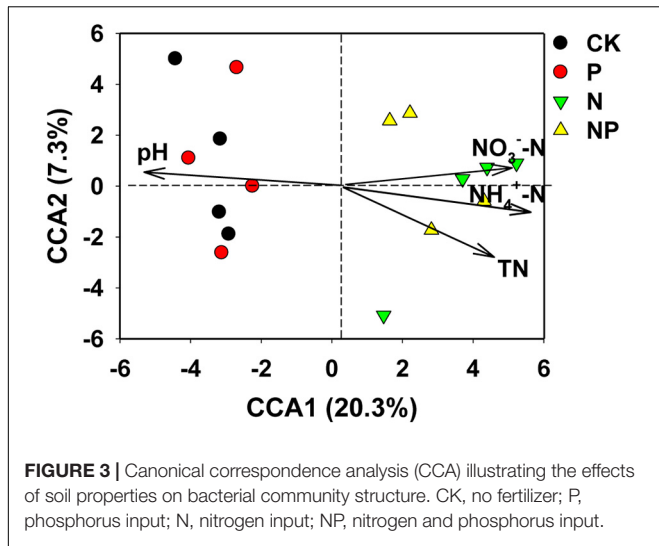 6
4
2
0
-2
-4
-6
CCA2 (7.3%)
CK
P
N
NP
pH
NO₃⁻-N
NH₄⁺-N
TN
-6 -4 -2 0 2 4 6
CCA1 (20.3%)
FIGURE 3 | Canonical correspondence analysis (CCA) illustrating the effects
of soil properties on bacterial community structure. CK, no fertilizer; P,
phosphorus input; N, nitrogen input; NP, nitrogen and phosphorus input.